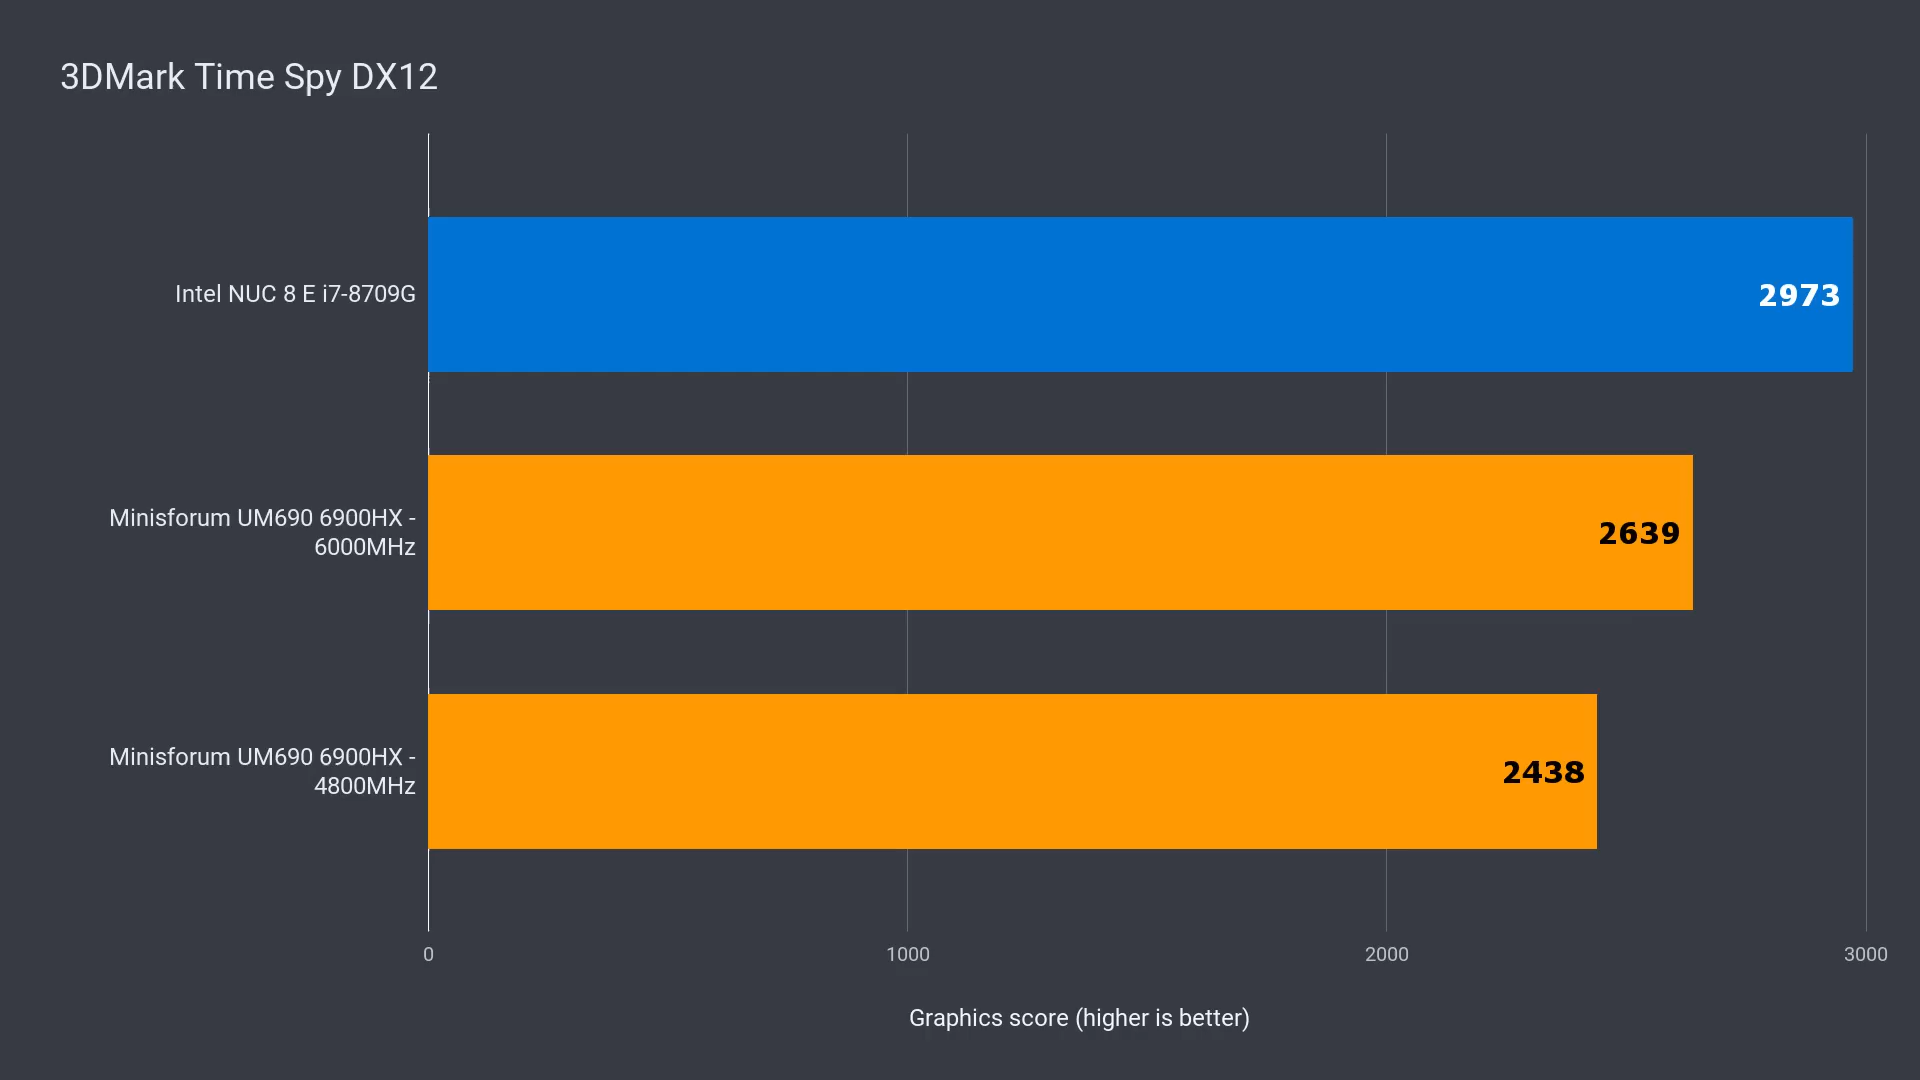 3DMark Time Spy DX12
Intel NUC 8 E i7-8709G
2973
Minisforum UM690 6900HX -
6000MHz
2639
Minisforum UM690 6900HX -
4800MHz
2438
0
1000
2000
3000
Graphics score (higher is better)